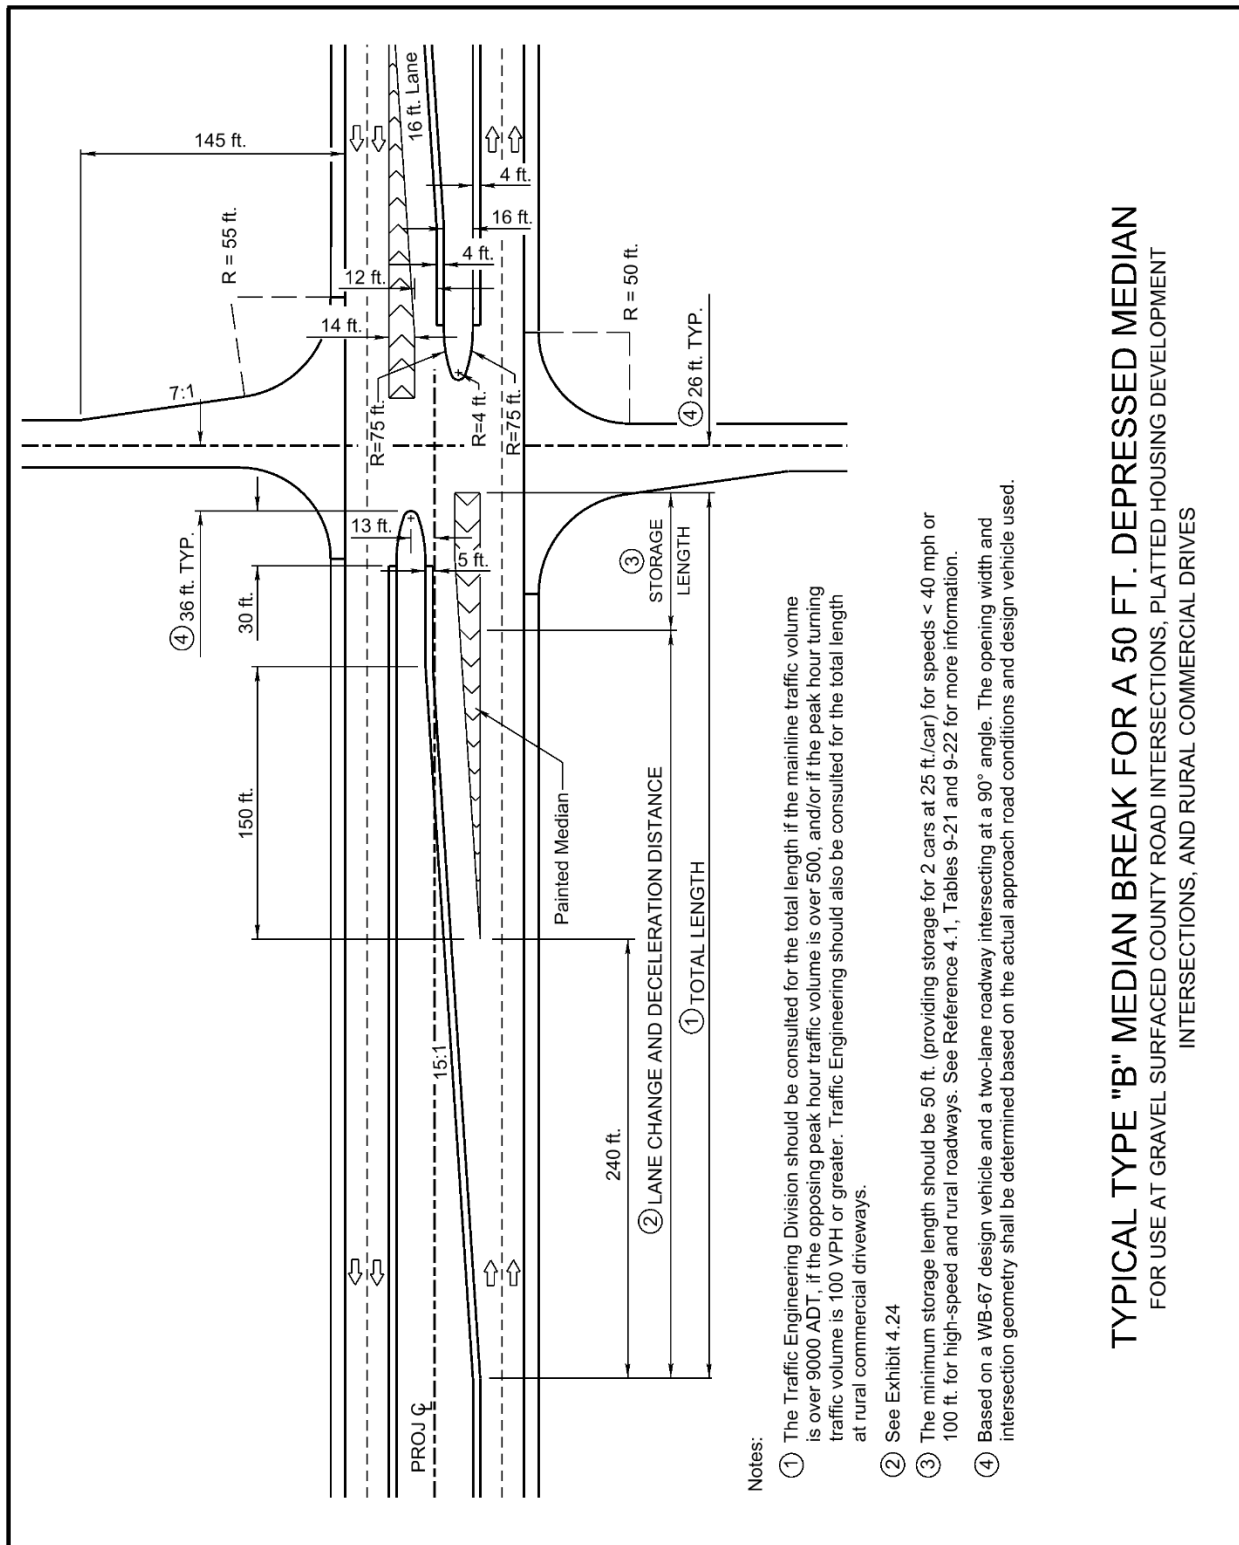 145 ft.
R = 55 ft.
7:1
16 ft. Lane
4 ft.
16 ft.
4 ft.
12 ft.
14 ft.
R=75 ft.
R=4 ft.
R=75 ft.
R = 50 ft.
④ 26 ft. TYP.
④ 36 ft. TYP.
13 ft.
5 ft.
30 ft.
150 ft.
15:1
③
STORAGE
LENGTH
Painted Median
240 ft.
② LANE CHANGE AND DECELERATION DISTANCE
① TOTAL LENGTH
PROJ ℄
Notes:
① The Traffic Engineering Division should be consulted for the total length if the mainline traffic volume
is over 9000 ADT, if the opposing peak hour traffic volume is over 500, and/or if the peak hour turning
traffic volume is 100 VPH or greater. Traffic Engineering should also be consulted for the total length
at rural commercial driveways.
② See Exhibit 4.24
③ The minimum storage length should be 50 ft. (providing storage for 2 cars at 25 ft./car) for speeds < 40 mph or
100 ft. for high-speed and rural roadways. See Reference 4.1, Tables 9-21 and 9-22 for more information.
④ Based on a WB-67 design vehicle and a two-lane roadway intersecting at a 90° angle. The opening width and
intersection geometry shall be determined based on the actual approach road conditions and design vehicle used.
TYPICAL TYPE "B" MEDIAN BREAK FOR A 50 FT. DEPRESSED MEDIAN
FOR USE AT GRAVEL SURFACED COUNTY ROAD INTERSECTIONS, PLATTED HOUSING DEVELOPMENT
INTERSECTIONS, AND RURAL COMMERCIAL DRIVES